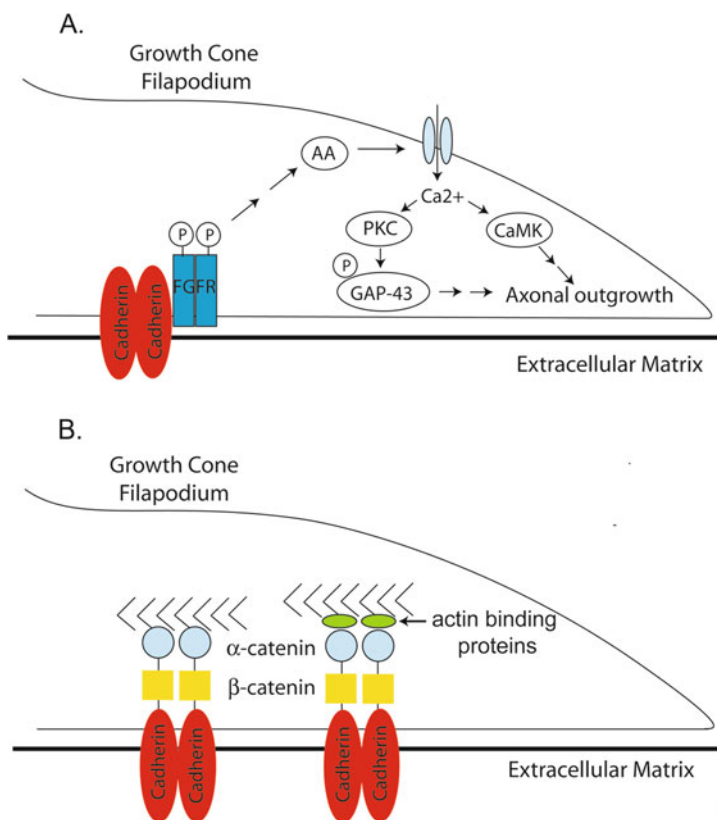 A.
Growth Cone
Filapodium
AA
Ca2+
PKC
CaMK
P P
P
FGFR
GAP-43
Axonal outgrowth
Cadherin
Cadherin
Extracellular Matrix
B.
Growth Cone
Filapodium
actin binding
proteins
α-catenin
β-catenin
Cadherin
Cadherin
Cadherin
Cadherin
Extracellular Matrix